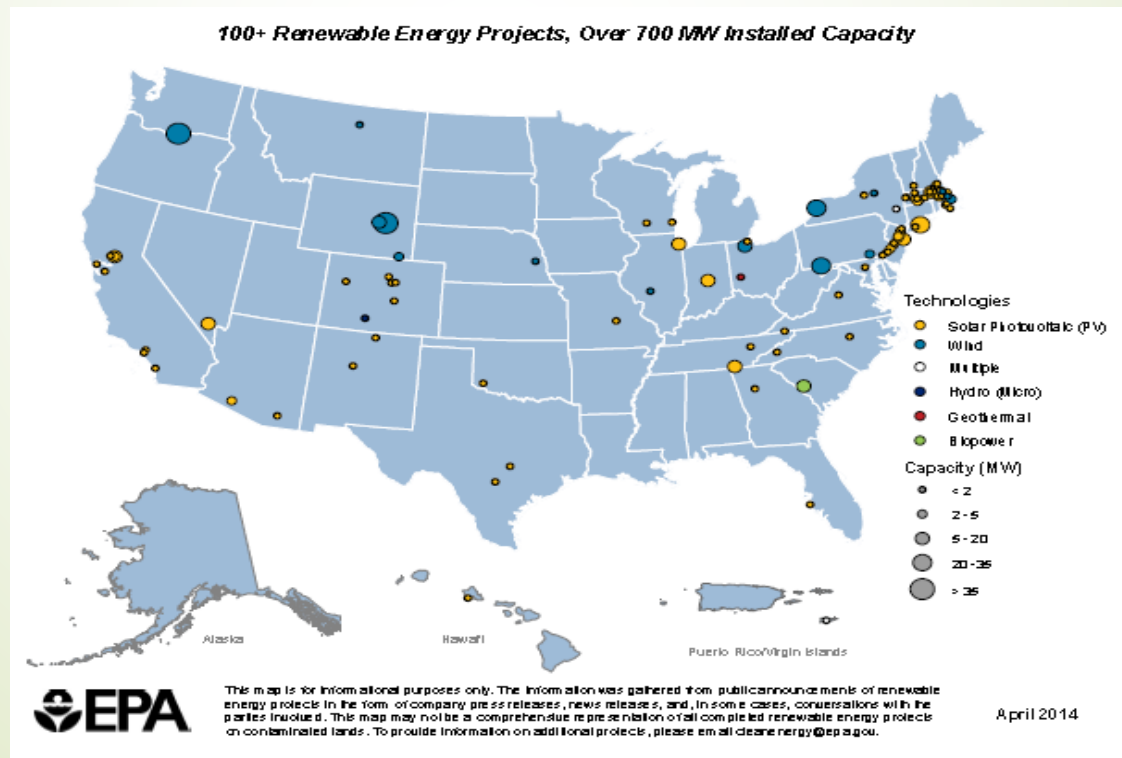 100+ Renewable Energy Projects, Over 700 MW Installed Capacity
Technologies
Solar Photovoltaic (PV)
Wind
Multiple
Hydro (Micro)
Geothermal
Biopower
Capacity (MW)
< 2
2 - 5
5 - 20
20 - 35
> 35
Alaska
Hawai'i
Puerto Rico/Virgin Islands
EPA
This map is for informational purposes only. The information was gathered from public announcements of renewable
energy projects in the form of company press releases, news releases, and, in some cases, conversations with the
parties involved. This map may not be a comprehensive representation of all completed renewable energy projects
on contaminated lands. To provide information on additional projects, please email cleanenergy@epa.gov.
April 2014